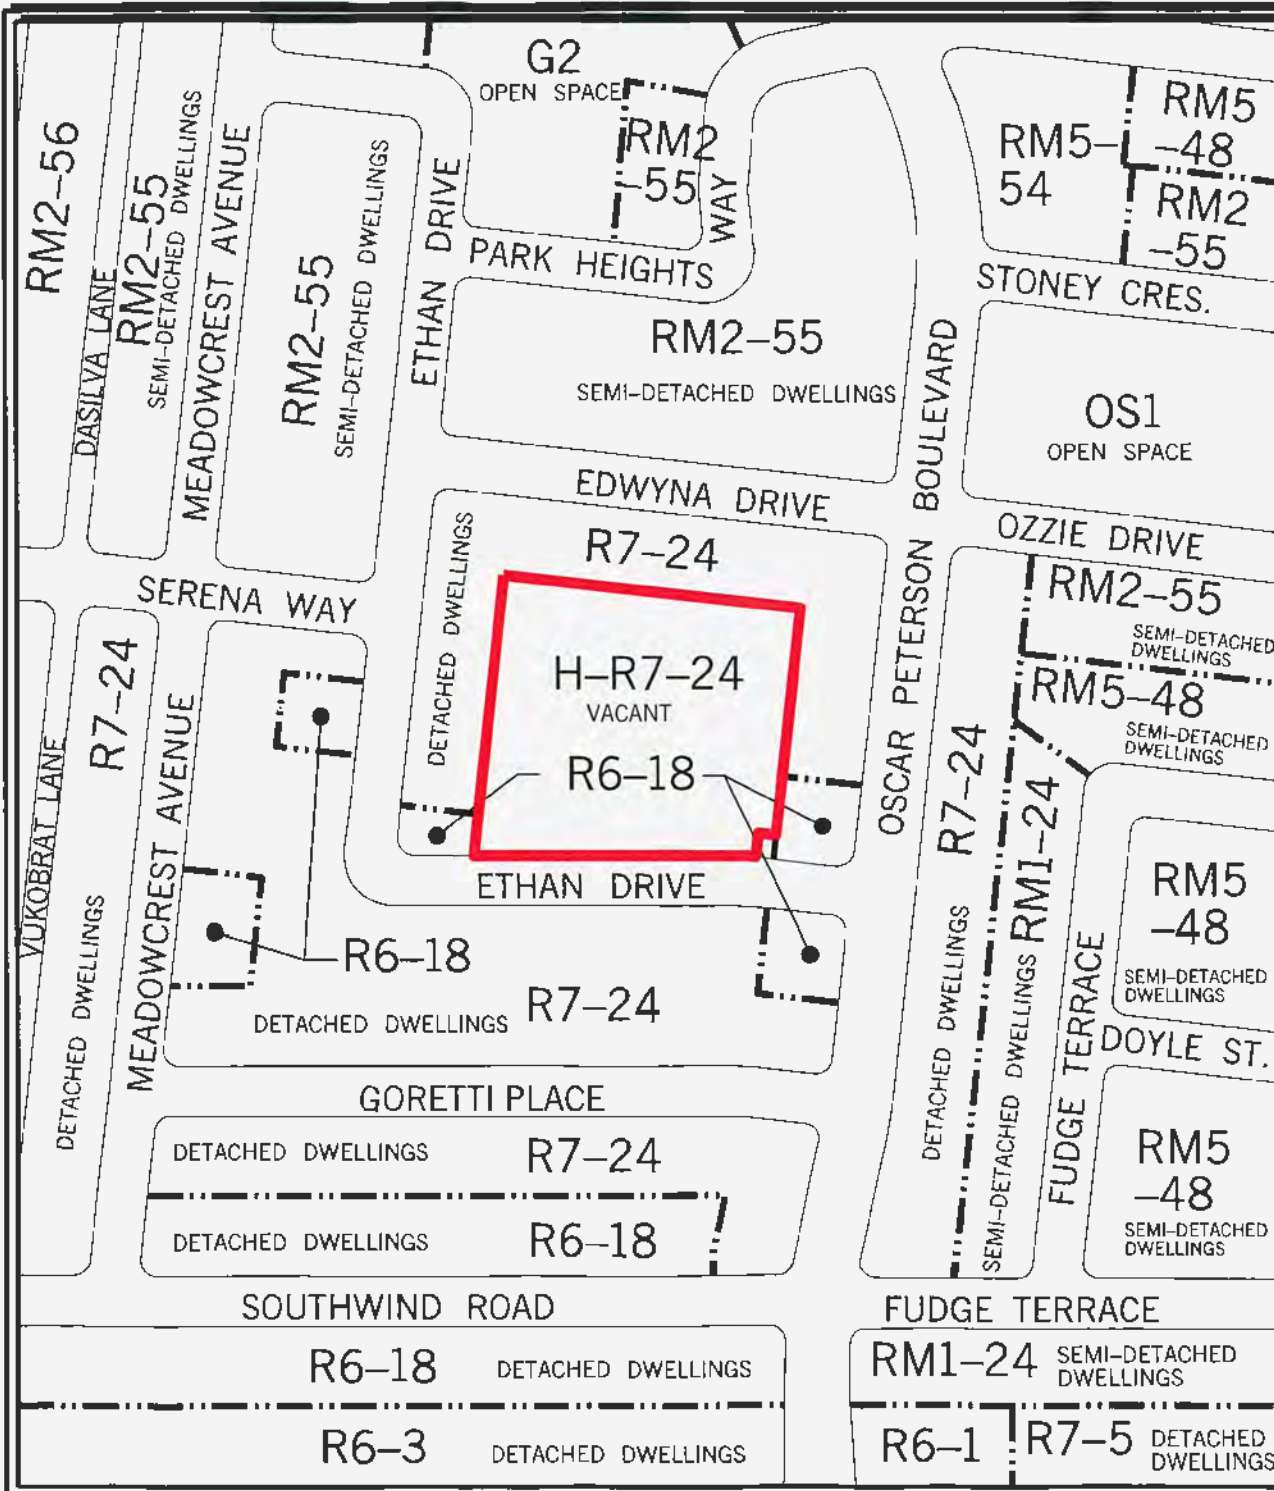 G2
OPEN SPACE
RM2
-55
WAY
RM5-
54
RM5
-48
RM2
-55
RM2-56
RM2-55
SEMI-DETACHED DWELLINGS
DASILVA LANE
MEADOWCREST AVENUE
RM2-55
SEMI-DETACHED DWELLINGS
ETHAN DRIVE
PARK HEIGHTS
STONEY CRES.
RM2-55
SEMI-DETACHED DWELLINGS
OSCAR PETERSON BOULEVARD
OS1
OPEN SPACE
EDWYNA DRIVE
OZZIE DRIVE
R7-24
DETACHED DWELLINGS
SERENA WAY
RM2-55
SEMI-DETACHED
DWELLINGS
H-R7-24
VACANT
RM5-48
SEMI-DETACHED
DWELLINGS
R6-18
R7-24
VUKOBRAT LANE
DETACHED DWELLINGS
MEADOWCREST AVENUE
ETHAN DRIVE
R7-24
DETACHED DWELLINGS
RM1-24
SEMI-DETACHED DWELLINGS
FUDGE TERRACE
RM5
-48
SEMI-DETACHED
DWELLINGS
R6-18
DETACHED DWELLINGS R7-24
DOYLE ST.
GORETTI PLACE
DETACHED DWELLINGS R7-24
RM5
-48
SEMI-DETACHED
DWELLINGS
DETACHED DWELLINGS R6-18
SOUTHWIND ROAD
FUDGE TERRACE
R6-18 DETACHED DWELLINGS
RM1-24 SEMI-DETACHED
DWELLINGS
R6-3 DETACHED DWELLINGS
R6-1
R7-5 DETACHED
DWELLINGS